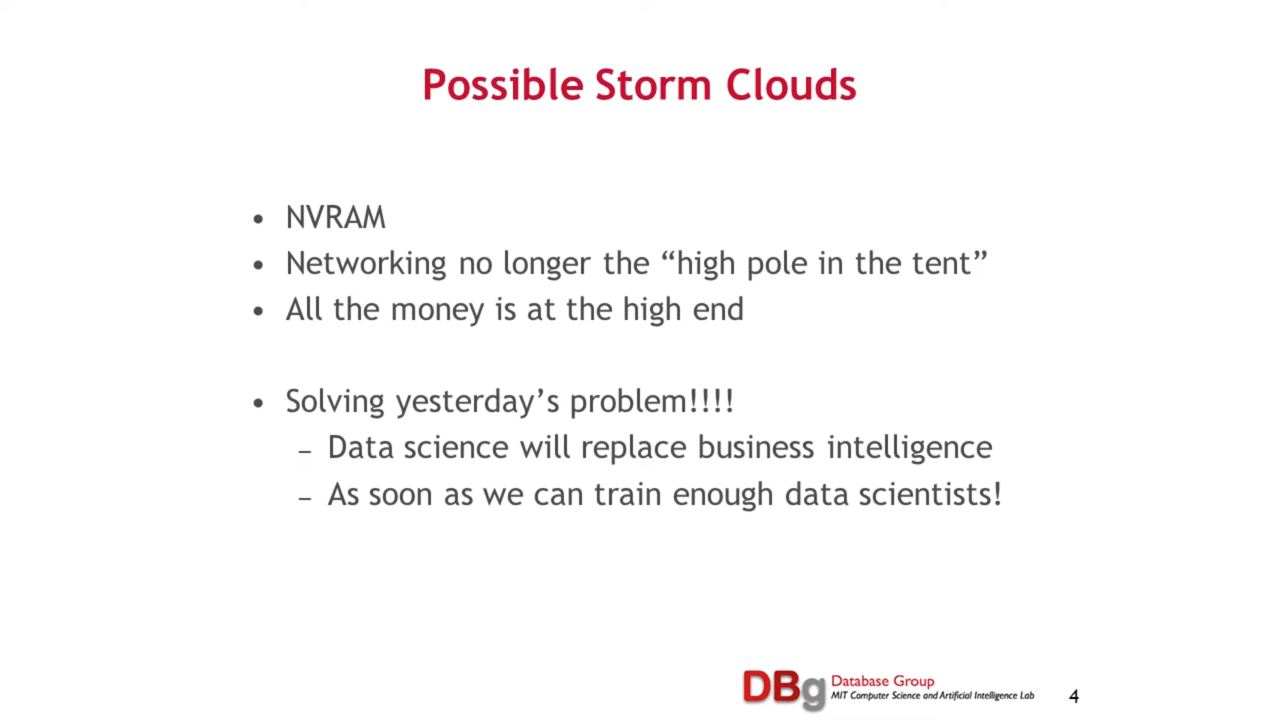 Possible Storm Clouds
• NVRAM
• Networking no longer the “high pole in the tent”
• All the money is at the high end
• Solving yesterday’s problem!!!!
– Data science will replace business intelligence
– As soon as we can train enough data scientists!
DBg
Database Group
MIT Computer Science and Artificial Intelligence Lab
4